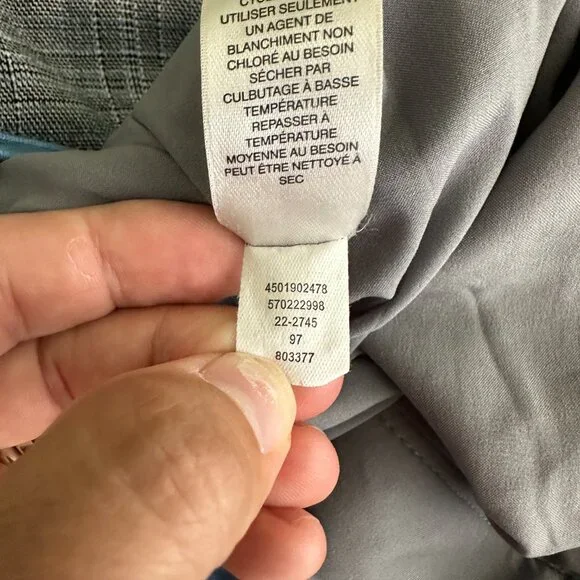 UTILISER SEULEMENT
UN AGENT DE
BLANCHIMENT NON
CHLORÉ AU BESOIN
SÉCHER PAR
CULBUTAGE À BASSE
TEMPÉRATURE
REPASSER À
TEMPÉRATURE
MOYENNE AU BESOIN
PEUT ÊTRE NETTOYÉ À
SEC
4501902478
570222998
22-2745
97
803377